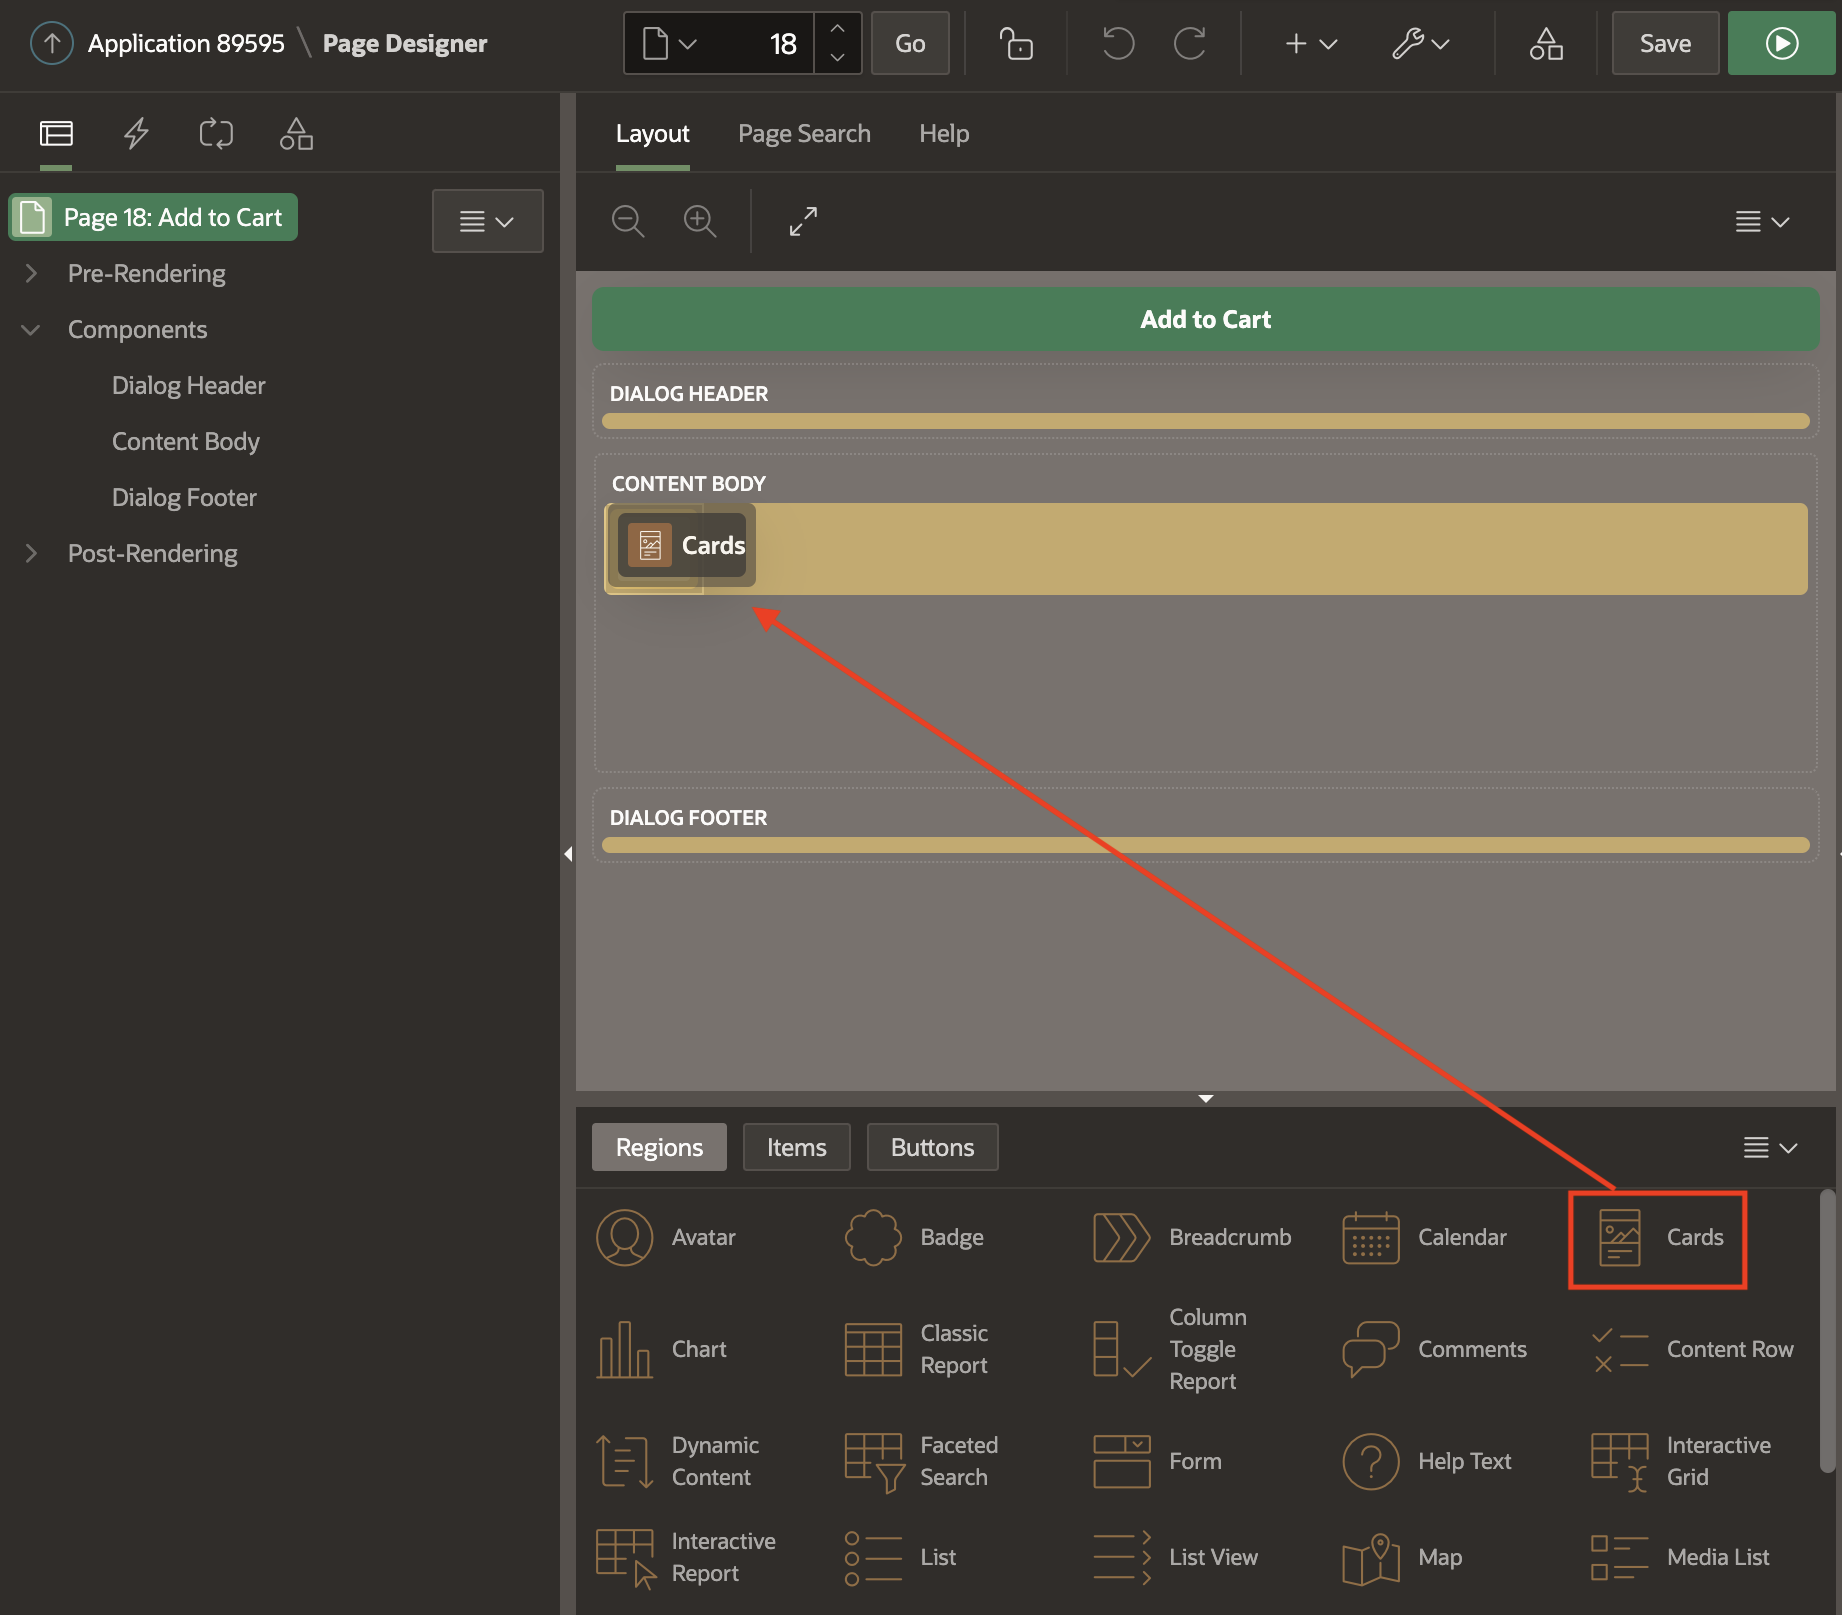 Application 89595 \ Page Designer
18
Go
Save
Layout
Page Search
Help
Page 18: Add to Cart
Pre-Rendering
Components
Dialog Header
Content Body
Dialog Footer
Post-Rendering
Add to Cart
DIALOG HEADER
CONTENT BODY
Cards
DIALOG FOOTER
Regions
Items
Buttons
Avatar
Badge
Breadcrumb
Calendar
Cards
Chart
Classic
Report
Column
Toggle
Report
Comments
Content Row
Dynamic
Content
Faceted
Search
Form
Help Text
Interactive
Grid
Interactive
Report
List
List View
Map
Media List